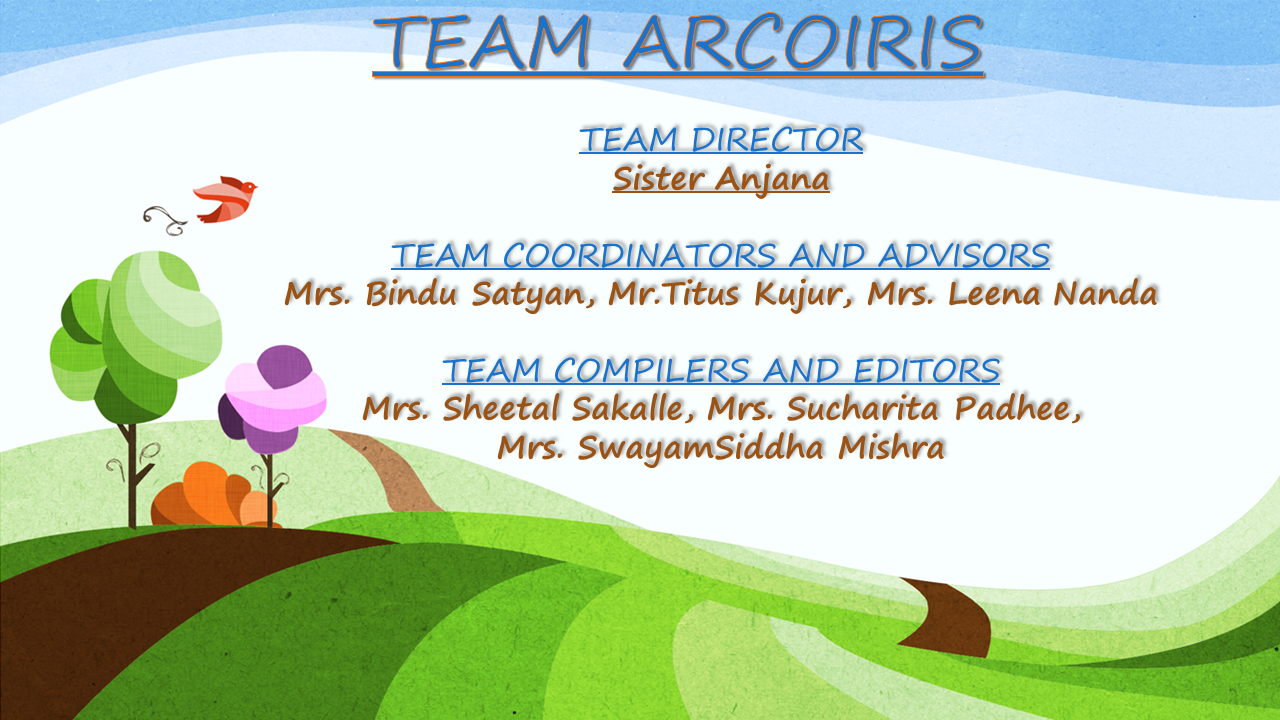 TEAM ARCOIRIS
TEAM DIRECTOR
Sister Anjana
TEAM COORDINATORS AND ADVISORS
Mrs. Bindu Satyan, Mr.Titus Kujur, Mrs. Leena Nanda
TEAM COMPILERS AND EDITORS
Mrs. Sheetal Sakalle, Mrs. Sucharita Padhee,
Mrs. SwayamSiddha Mishra